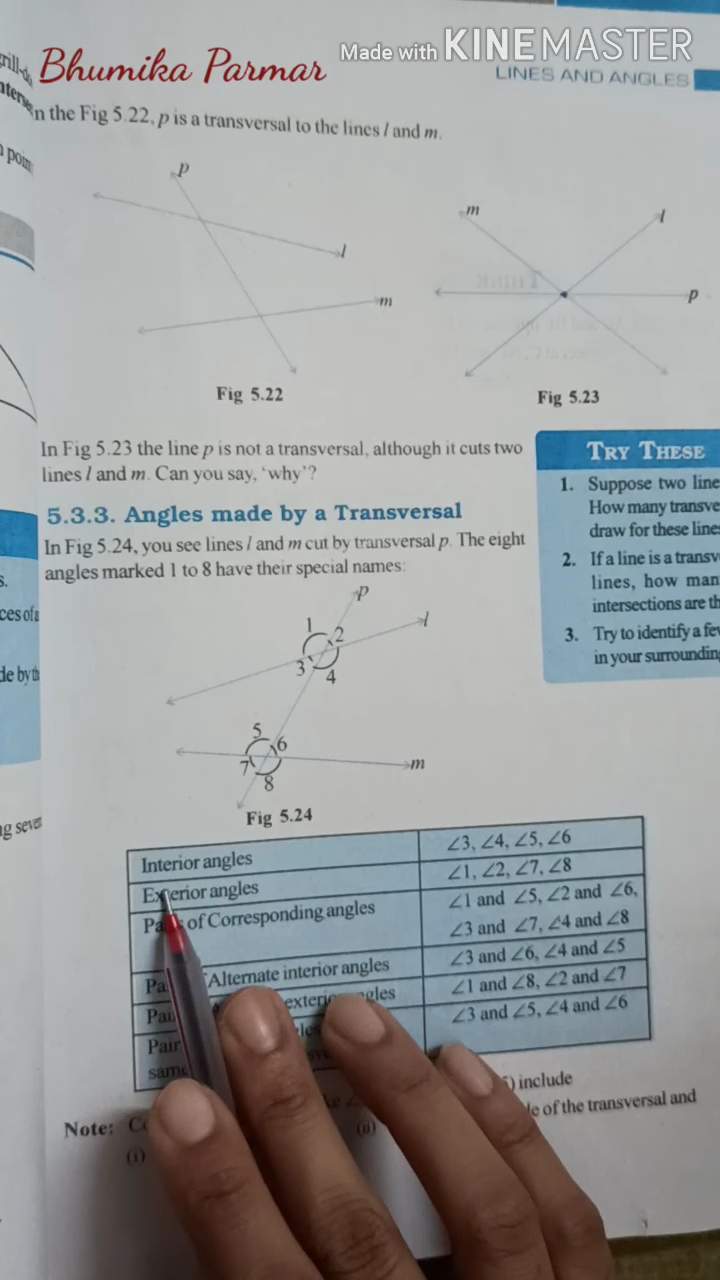 Bhumika Parmar
Made with KINEMASTER
LINES AND ANGLES
n the Fig 5.22, p is a transversal to the lines l and m.
p
l
m
Fig 5.22
m
l
p
Fig 5.23
In Fig 5.23 the line p is not a transversal, although it cuts two
lines l and m. Can you say, ‘why’?
5.3.3. Angles made by a Transversal
In Fig 5.24, you see lines l and m cut by transversal p. The eight
angles marked 1 to 8 have their special names:
TRY THESE
1. Suppose two line
How many transve
draw for these line
2. If a line is a transv
lines, how man
intersections are th
3. Try to identify a fe
in your surrounding
p
l
1
2
3
4
5
6
7
8
m
Fig 5.24
Interior angles ∠3, ∠4, ∠5, ∠6
Exterior angles ∠1, ∠2, ∠7, ∠8
of Corresponding angles ∠1 and ∠5, ∠2 and ∠6,
∠3 and ∠7, ∠4 and ∠8
Alternate interior angles ∠3 and ∠6, ∠4 and ∠5
Pair ∠1 and ∠8, ∠2 and ∠7
Pair ∠3 and ∠5, ∠4 and ∠6
same
Note:
include
(i)
(ii)
of the transversal and